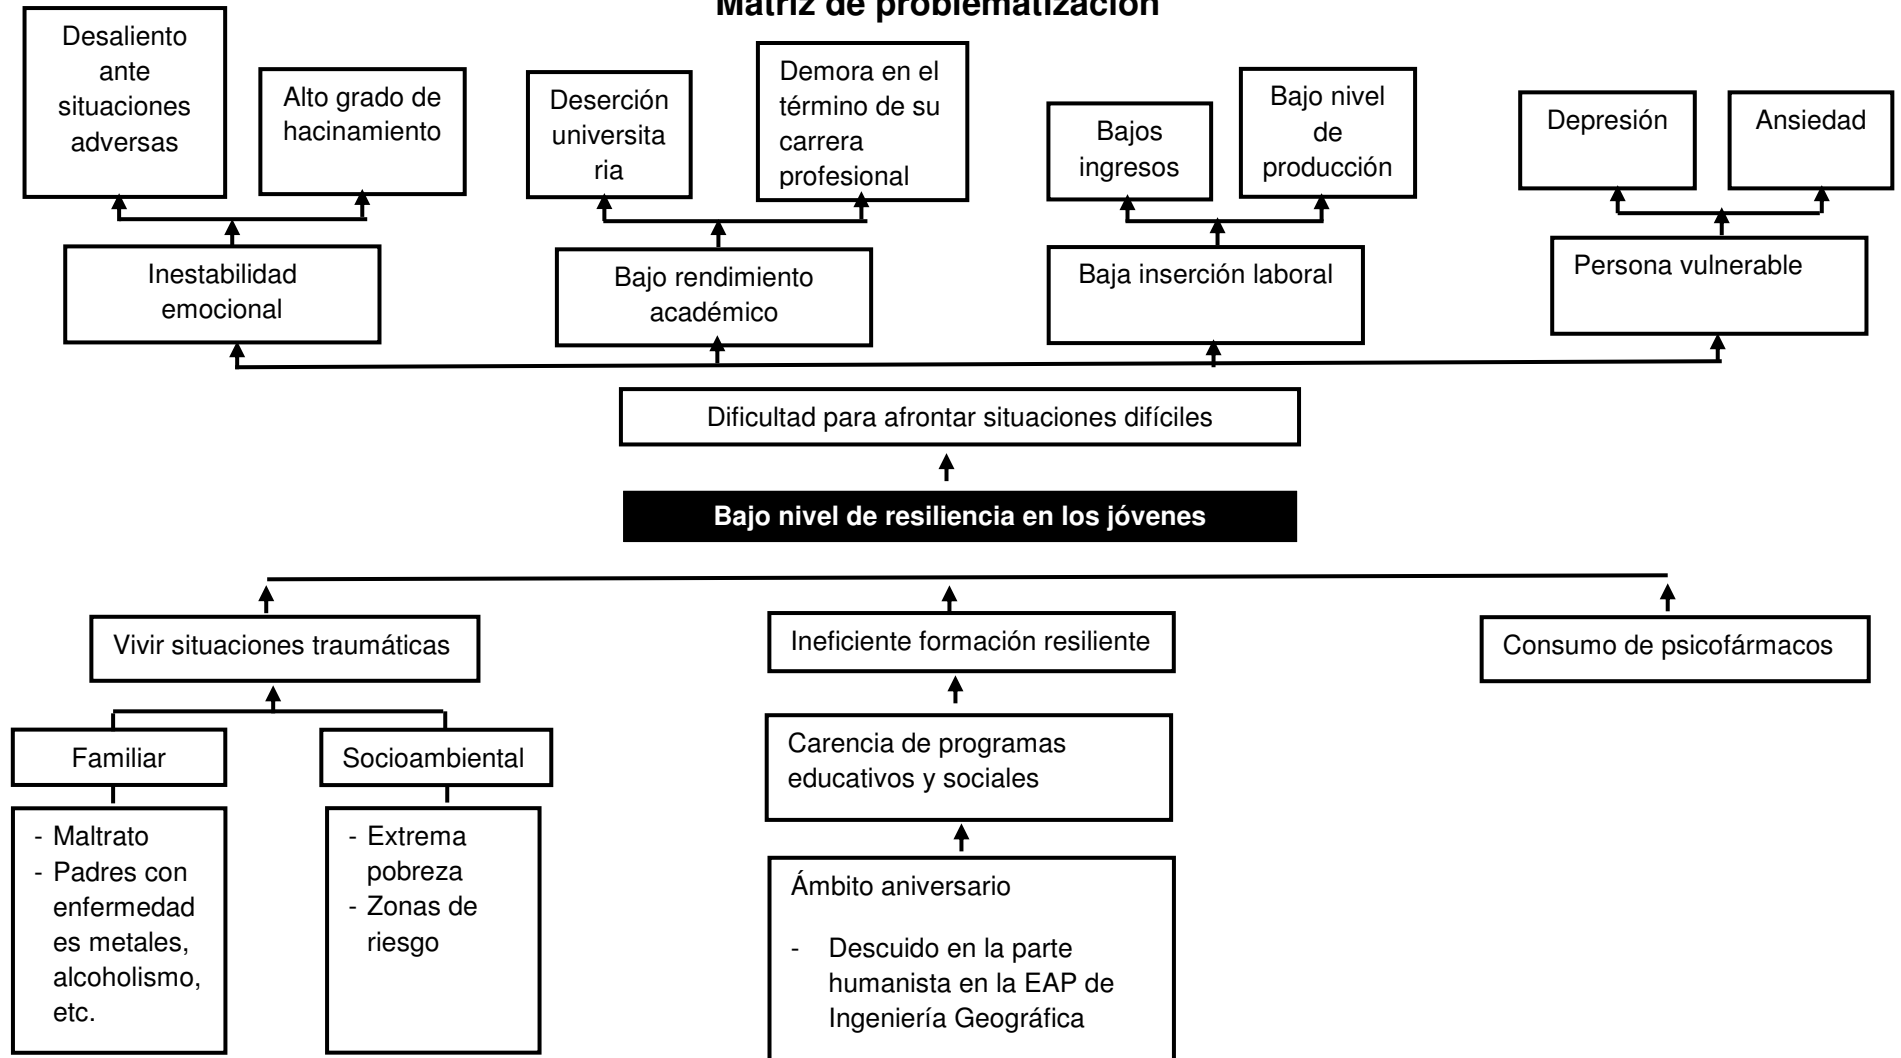 Matriz de problematización
Desaliento
ante
situaciones
adversas
Alto grado de
hacinamiento
Deserción
universita
ria
Demora en el
término de su
carrera
profesional
Bajos
ingresos
Bajo nivel
de
producción
Depresión
Ansiedad
Inestabilidad
emocional
Bajo rendimiento
académico
Baja inserción laboral
Persona vulnerable
Dificultad para afrontar situaciones difíciles
Bajo nivel de resiliencia en los jóvenes
Vivir situaciones traumáticas
Ineficiente formación resiliente
Consumo de psicofármacos
Familiar
Socioambiental
Carencia de programas
educativos y sociales
- Maltrato
- Padres con
enfermedad
es metales,
alcoholismo,
etc.
- Extrema
pobreza
- Zonas de
riesgo
Ámbito aniversario
- Descuido en la parte
humanista en la EAP de
Ingeniería Geográfica